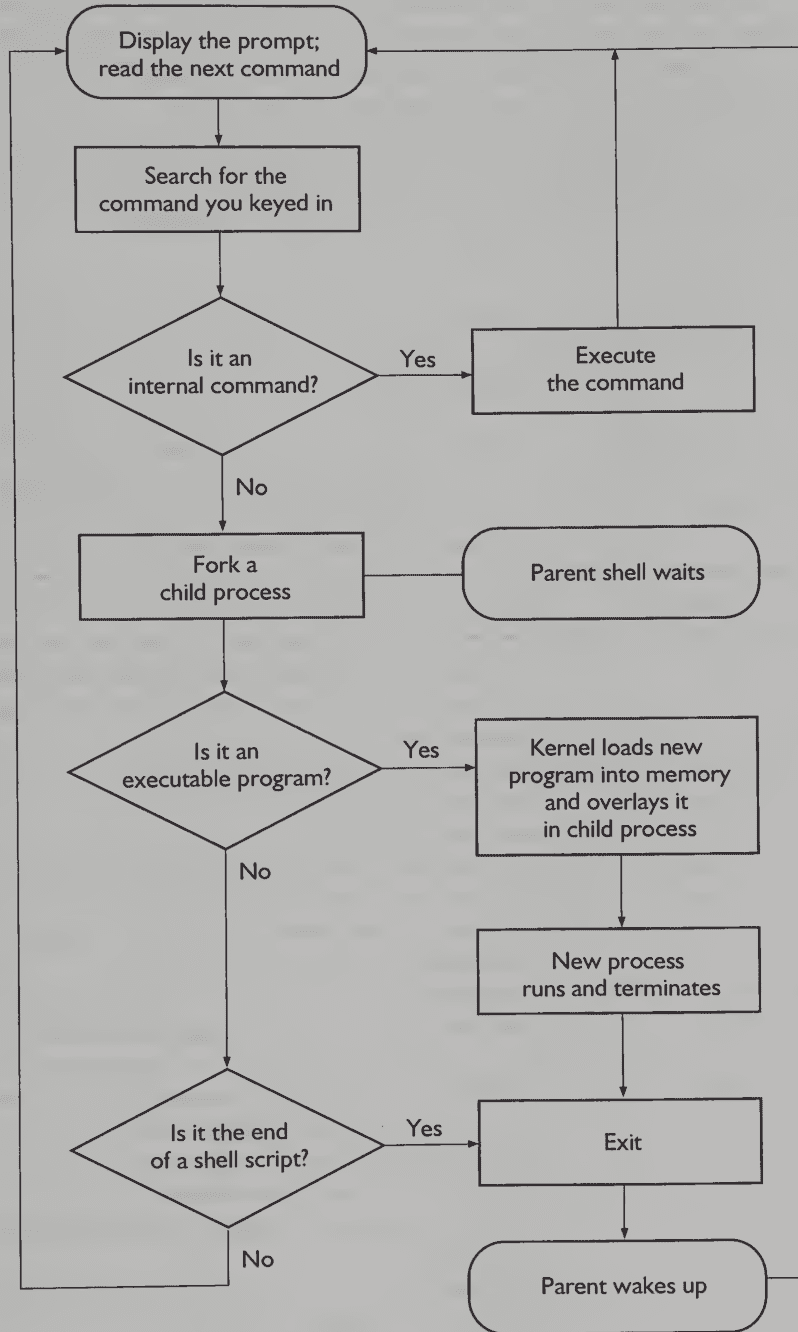 Display the prompt;
read the next command
Search for the
command you keyed in
Is it an
internal command?
Yes
Execute
the command
No
Fork a
child process
Parent shell waits
Is it an
executable program?
Yes
Kernel loads new
program into memory
and overlays it
in child process
No
New process
runs and terminates
Is it the end
of a shell script?
Yes
Exit
No
Parent wakes up